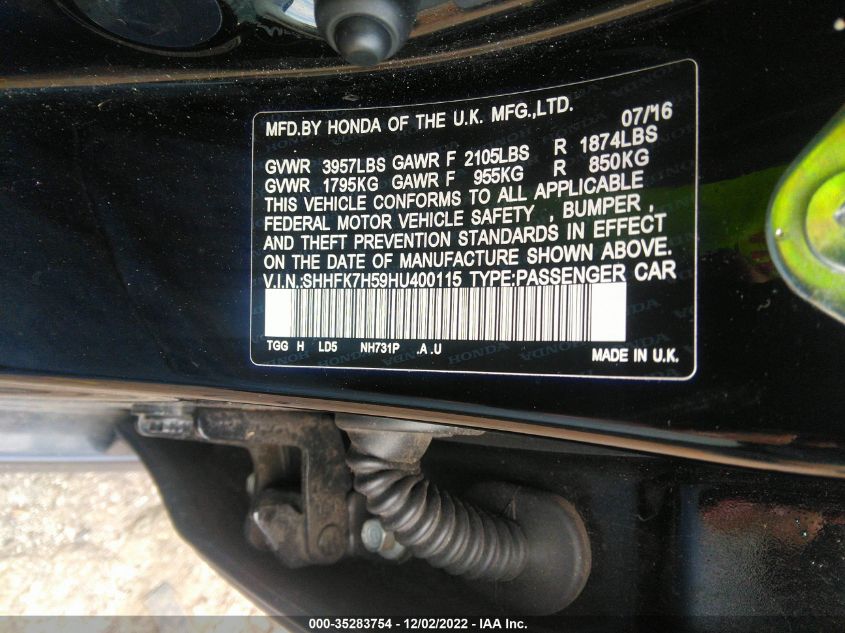 MFD.BY HONDA OF THE U.K. MFG.,LTD. 07/16
GVWR 3957LBS GAWR F 2105LBS R 1874LBS
GVWR 1795KG GAWR F 955KG R 850KG
THIS VEHICLE CONFORMS TO ALL APPLICABLE
FEDERAL MOTOR VEHICLE SAFETY , BUMPER ,
AND THEFT PREVENTION STANDARDS IN EFFECT
ON THE DATE OF MANUFACTURE SHOWN ABOVE.
V.I.N.:SHHFK7H59HU400115 TYPE:PASSENGER CAR
TGG H LD5 NH731P .A.U
MADE IN U.K.
000-35283754 - 12/02/2022 - IAA Inc.